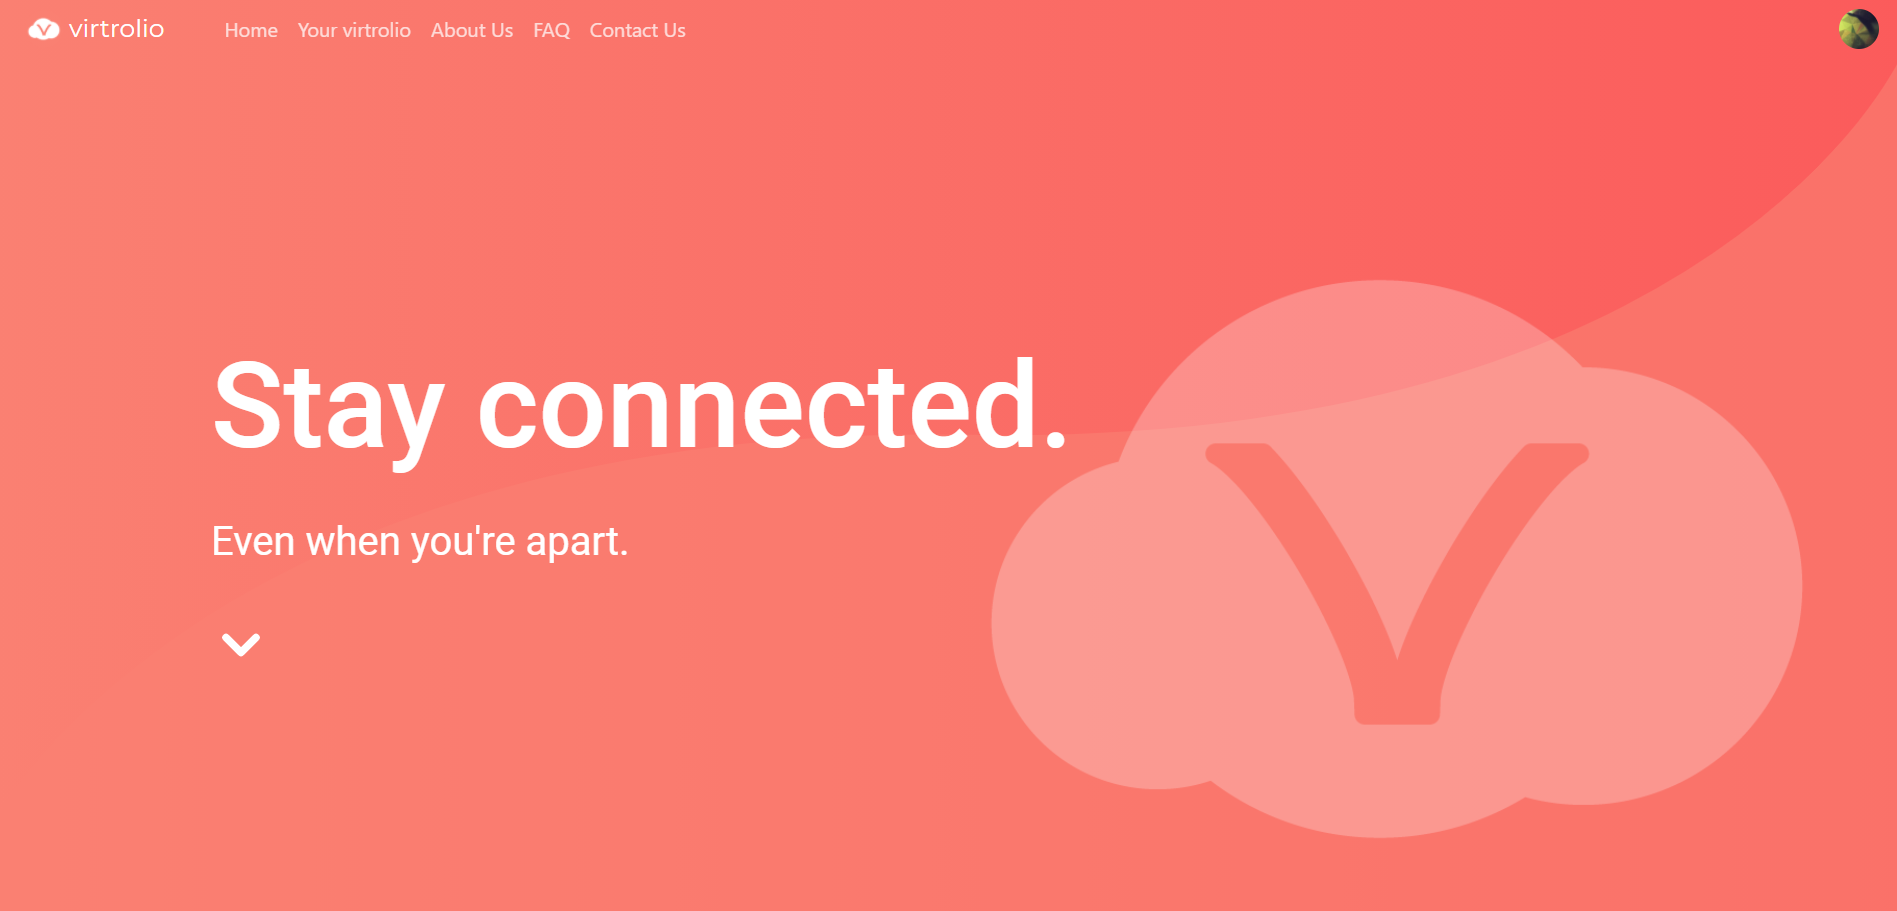 virtrolio Home Your virtrolio About Us FAQ Contact Us
Stay connected.
Even when you're apart.
V